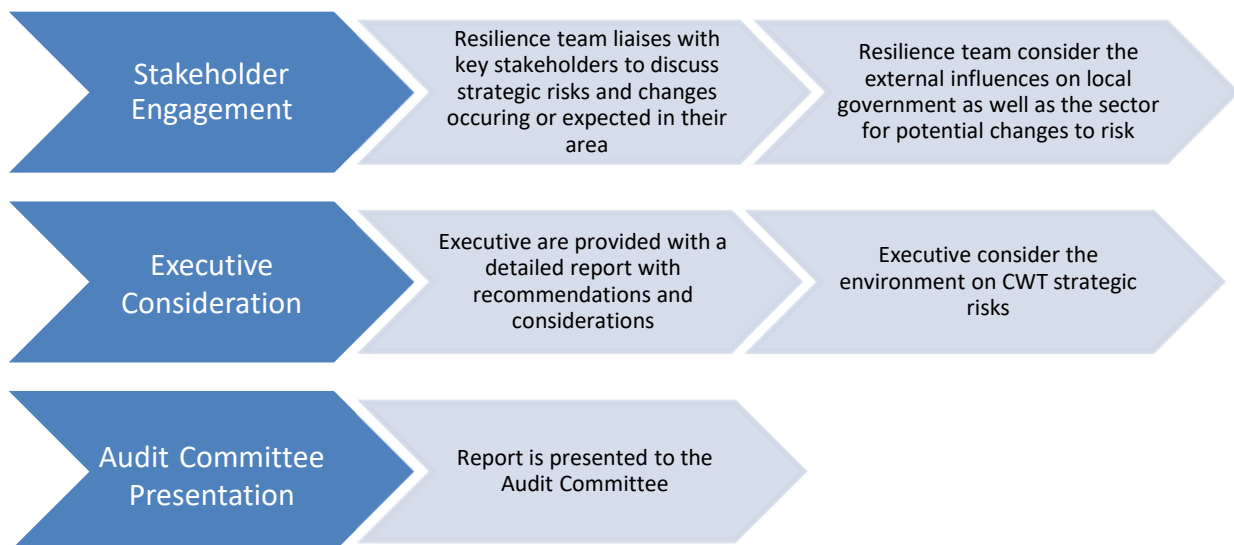 Stakeholder
Engagement
Resilience team liaises with
key stakeholders to discuss
strategic risks and changes
occuring or expected in their
area
Resilience team consider the
external influences on local
government as well as the sector
for potential changes to risk
Executive
Consideration
Executive are provided with a
detailed report with
recommendations and
considerations
Executive consider the
environment on CWT strategic
risks
Audit Committee
Presentation
Report is presented to the
Audit Committee